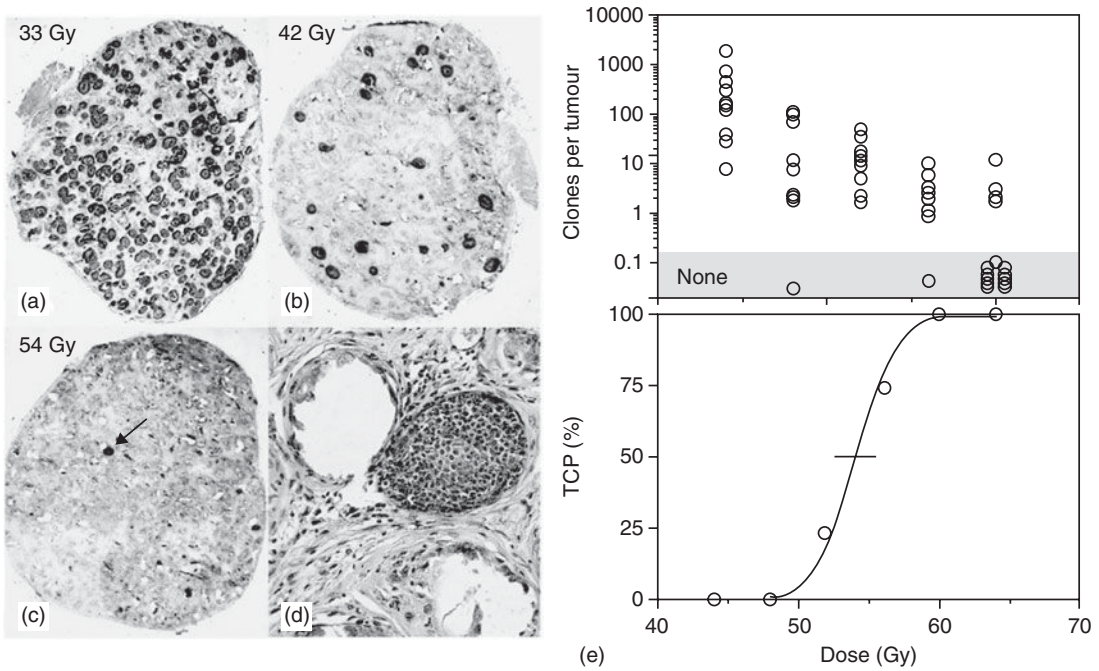 33 Gy
42 Gy
(a)
(b)
54 Gy
(c)
(d)
10000
1000
100
10
1
0.1
Clones per tumour
None
100
75
50
25
0
TCP (%)
40
50
60
70
Dose (Gy)
(e)